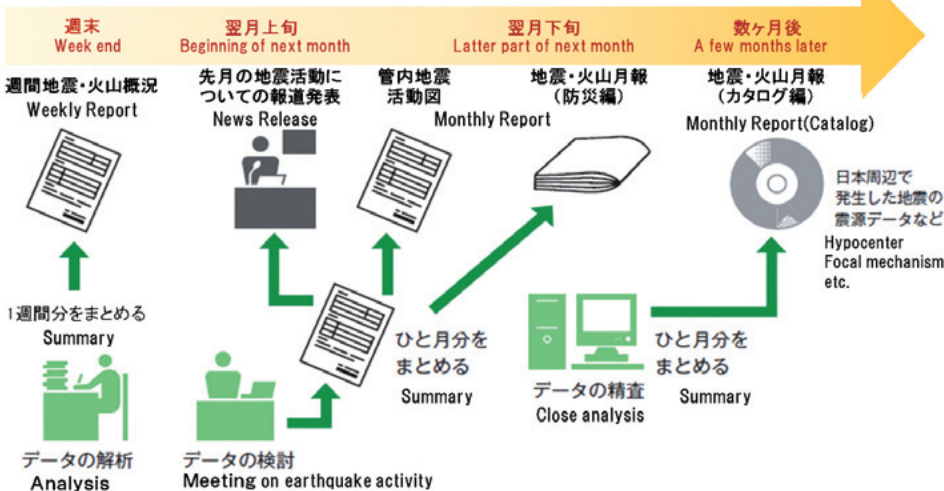 週末
Week end
翌月上旬
Beginning of next month
翌月下旬
Latter part of next month
数ヶ月後
A few months later
週間地震・火山概況
Weekly Report
先月の地震活動に
ついての報道発表
News Release
管内地震
活動図
地震・火山月報
(防災編)
Monthly Report
地震・火山月報
(カタログ編)
Monthly Report(Catalog)
日本周辺で
発生した地震の
震源データなど
Hypocenter
Focal mechanism
etc.
1週間分をまとめる
Summary
ひと月分を
まとめる
Summary
ひと月分を
まとめる
Summary
データの精査
Close analysis
データの解析
Analysis
データの検討
Meeting on earthquake activity